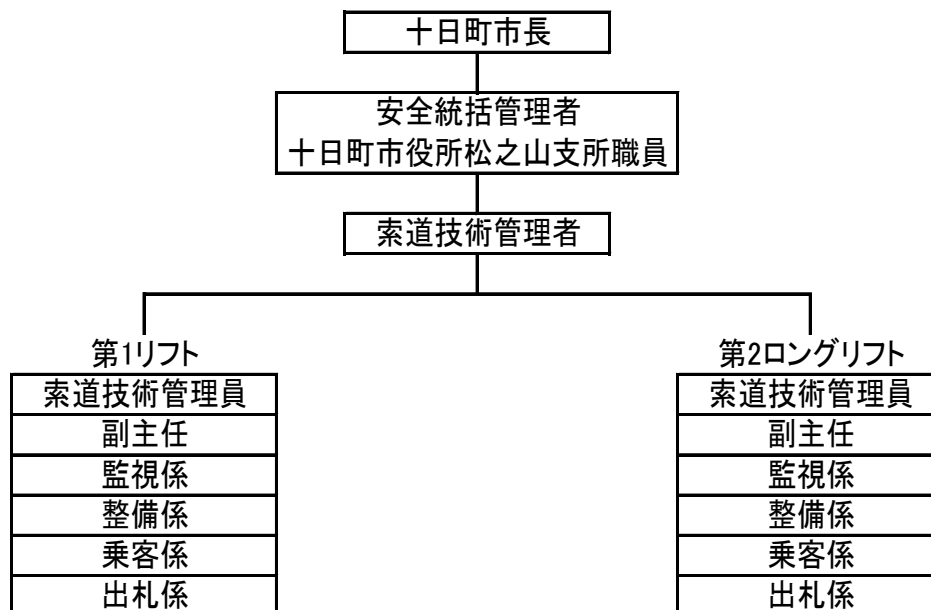 十日町市長
安全統括管理者
十日町市役所松之山支所職員
索道技術管理者
第1リフト
索道技術管理員
副主任
監視係
整備係
乗客係
出札係
第2ロングリフト
索道技術管理員
副主任
監視係
整備係
乗客係
出札係